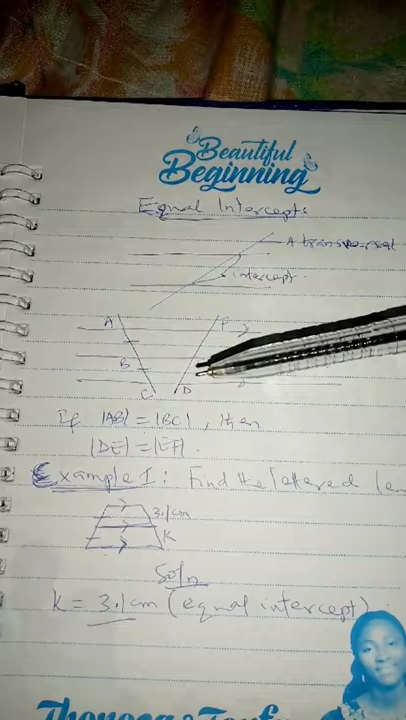 Beautiful
Beginning
Equal Intercepts
A transversal
intercept
A F
B
C D
If |AB| = |BC|, then
|DE| = |EF|.
Example 1: Find the lettered
3.1cm
K
Soln
K = 3.1cm (equal intercept)